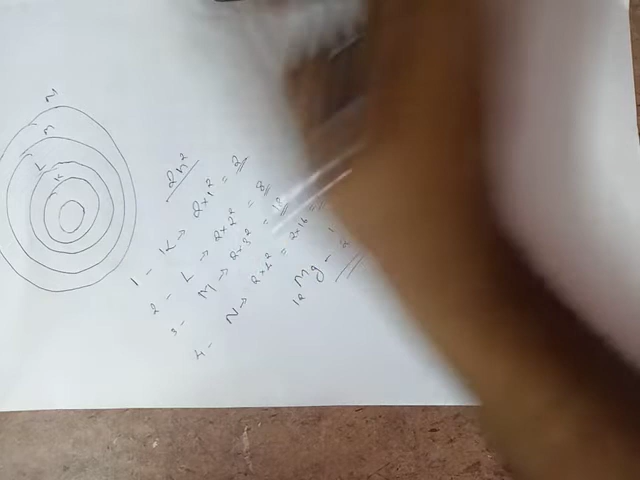 N
M
L
K
2n²
1 - K → 2×1² = 2
2 - L → 2×2² = 8
3 - M → 2×3² = 18
4 - N → 2×4² = 2×16
Mg -
12